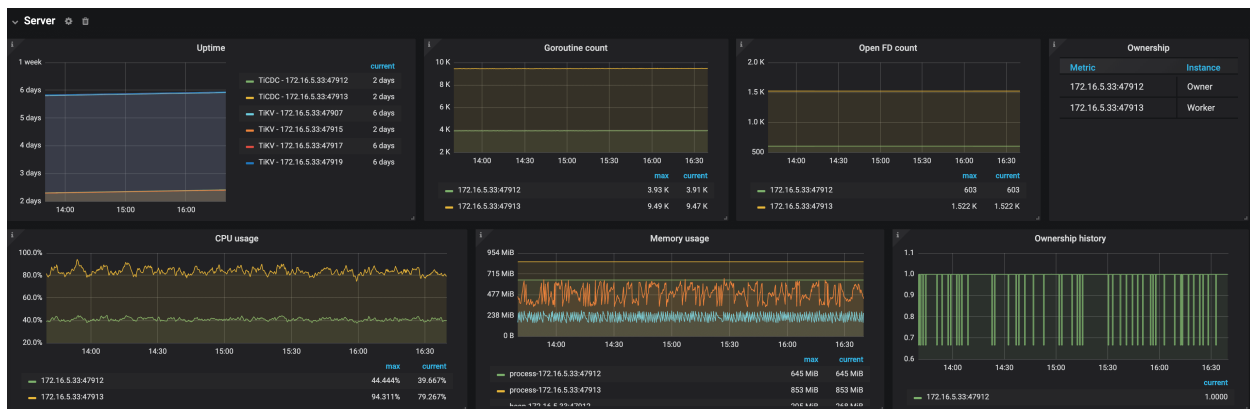 Server
Uptime
1 week
6 days
5 days
4 days
3 days
2 days
14:00 15:00 16:00
current
TiCDC - 172.16.5.33:47912 2 days
TiCDC - 172.16.5.33:47913 2 days
TiKV - 172.16.5.33:47907 6 days
TiKV - 172.16.5.33:47915 2 days
TiKV - 172.16.5.33:47917 6 days
TiKV - 172.16.5.33:47919 6 days
Goroutine count
10 K
8 K
6 K
4 K
2 K
14:00 14:30 15:00 15:30 16:00 16:30
max current
172.16.5.33:47912 3.93 K 3.91 K
172.16.5.33:47913 9.49 K 9.47 K
Open FD count
2.0 K
1.5 K
1.0 K
500
14:00 14:30 15:00 15:30 16:00 16:30
max current
172.16.5.33:47912 603 603
172.16.5.33:47913 1.522 K 1.522 K
Ownership
Metric Instance
172.16.5.33:47912 Owner
172.16.5.33:47913 Worker
CPU usage
100.0%
80.0%
60.0%
40.0%
20.0%
14:00 14:30 15:00 15:30 16:00 16:30
max current
172.16.5.33:47912 44.444% 39.667%
172.16.5.33:47913 94.311% 79.267%
Memory usage
954 MiB
715 MiB
477 MiB
238 MiB
0 B
14:00 14:30 15:00 15:30 16:00 16:30
max current
process-172.16.5.33:47912 645 MiB 645 MiB
process-172.16.5.33:47913 853 MiB 853 MiB
Ownership history
1.1
1.0
0.9
0.8
0.7
0.6
14:00 14:30 15:00 15:30 16:00 16:30
current
172.16.5.33:47912 1.0000